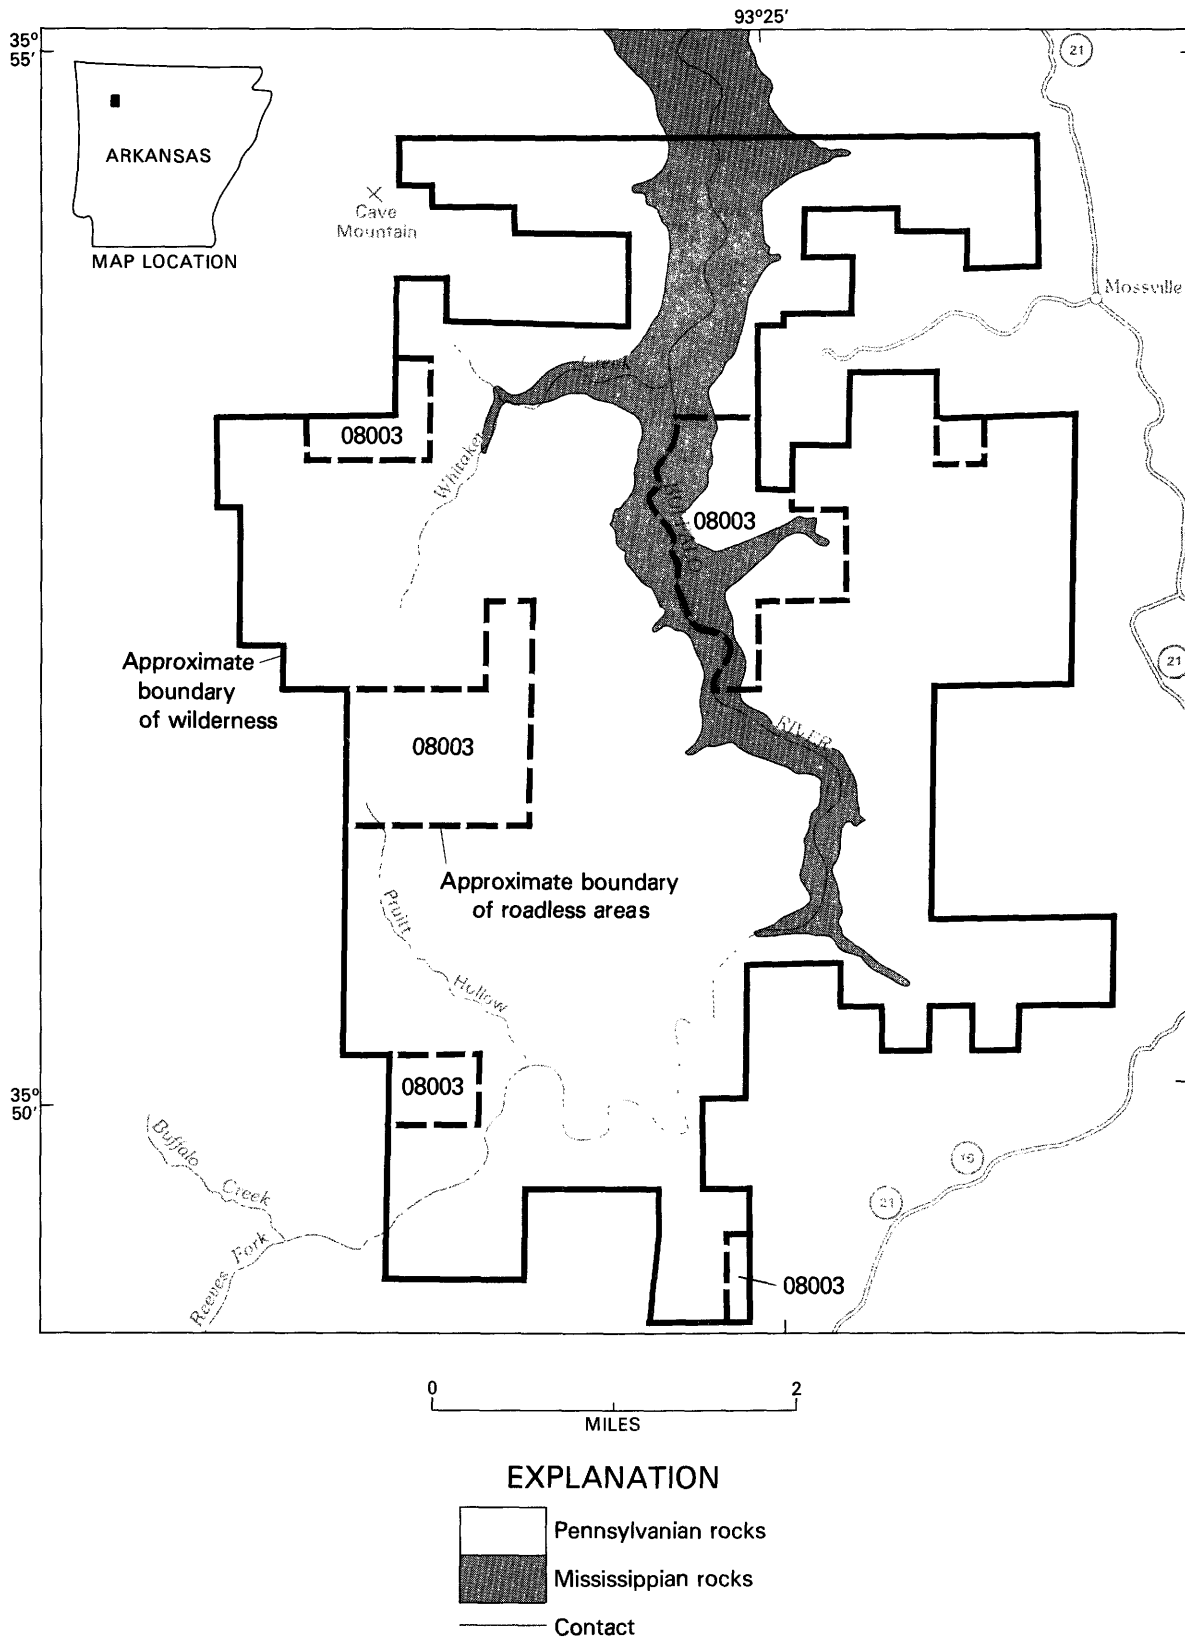 93°25'
35°
55'
21
ARKANSAS
MAP LOCATION
Cave
Mountain
Mossville
Creek
Whitaker
08003
08003
BUFFALO
21
Approximate
boundary
of wilderness
08003
RIVER
Approximate boundary
of roadless areas
Pruitt
Hollow
08003
35°
50'
Buffalo
Creek
16
21
Reeves Fork
08003
0
2
MILES
EXPLANATION
Pennsylvanian rocks
Mississippian rocks
Contact